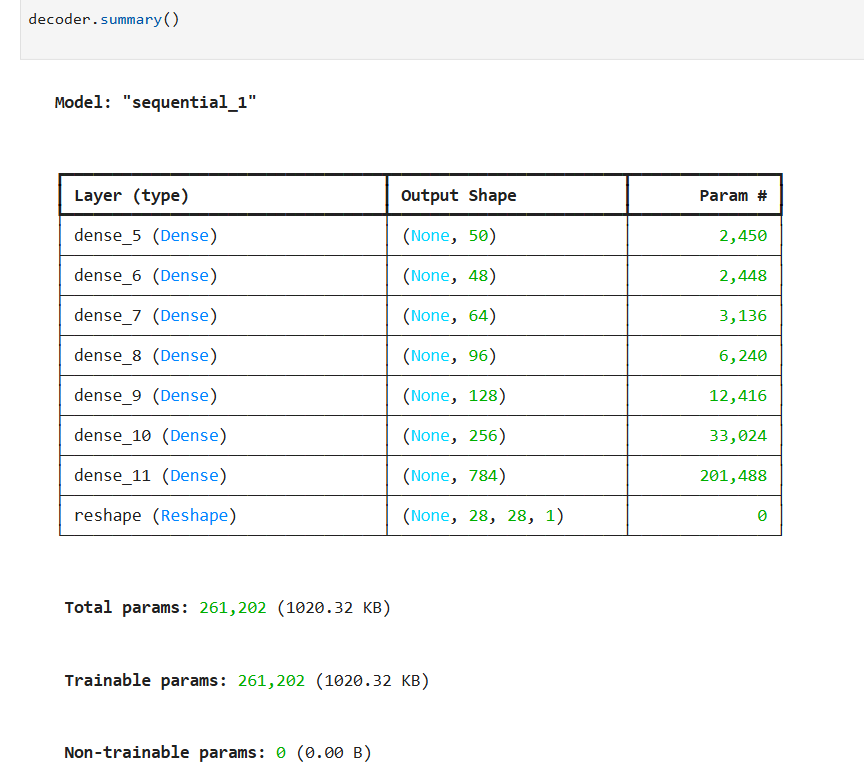 decoder.summary()
Model: "sequential_1"
Layer (type) Output Shape Param #
dense_5 (Dense) (None, 50) 2,450
dense_6 (Dense) (None, 48) 2,448
dense_7 (Dense) (None, 64) 3,136
dense_8 (Dense) (None, 96) 6,240
dense_9 (Dense) (None, 128) 12,416
dense_10 (Dense) (None, 256) 33,024
dense_11 (Dense) (None, 784) 201,488
reshape (Reshape) (None, 28, 28, 1) 0
Total params: 261,202 (1020.32 KB)
Trainable params: 261,202 (1020.32 KB)
Non-trainable params: 0 (0.00 B)